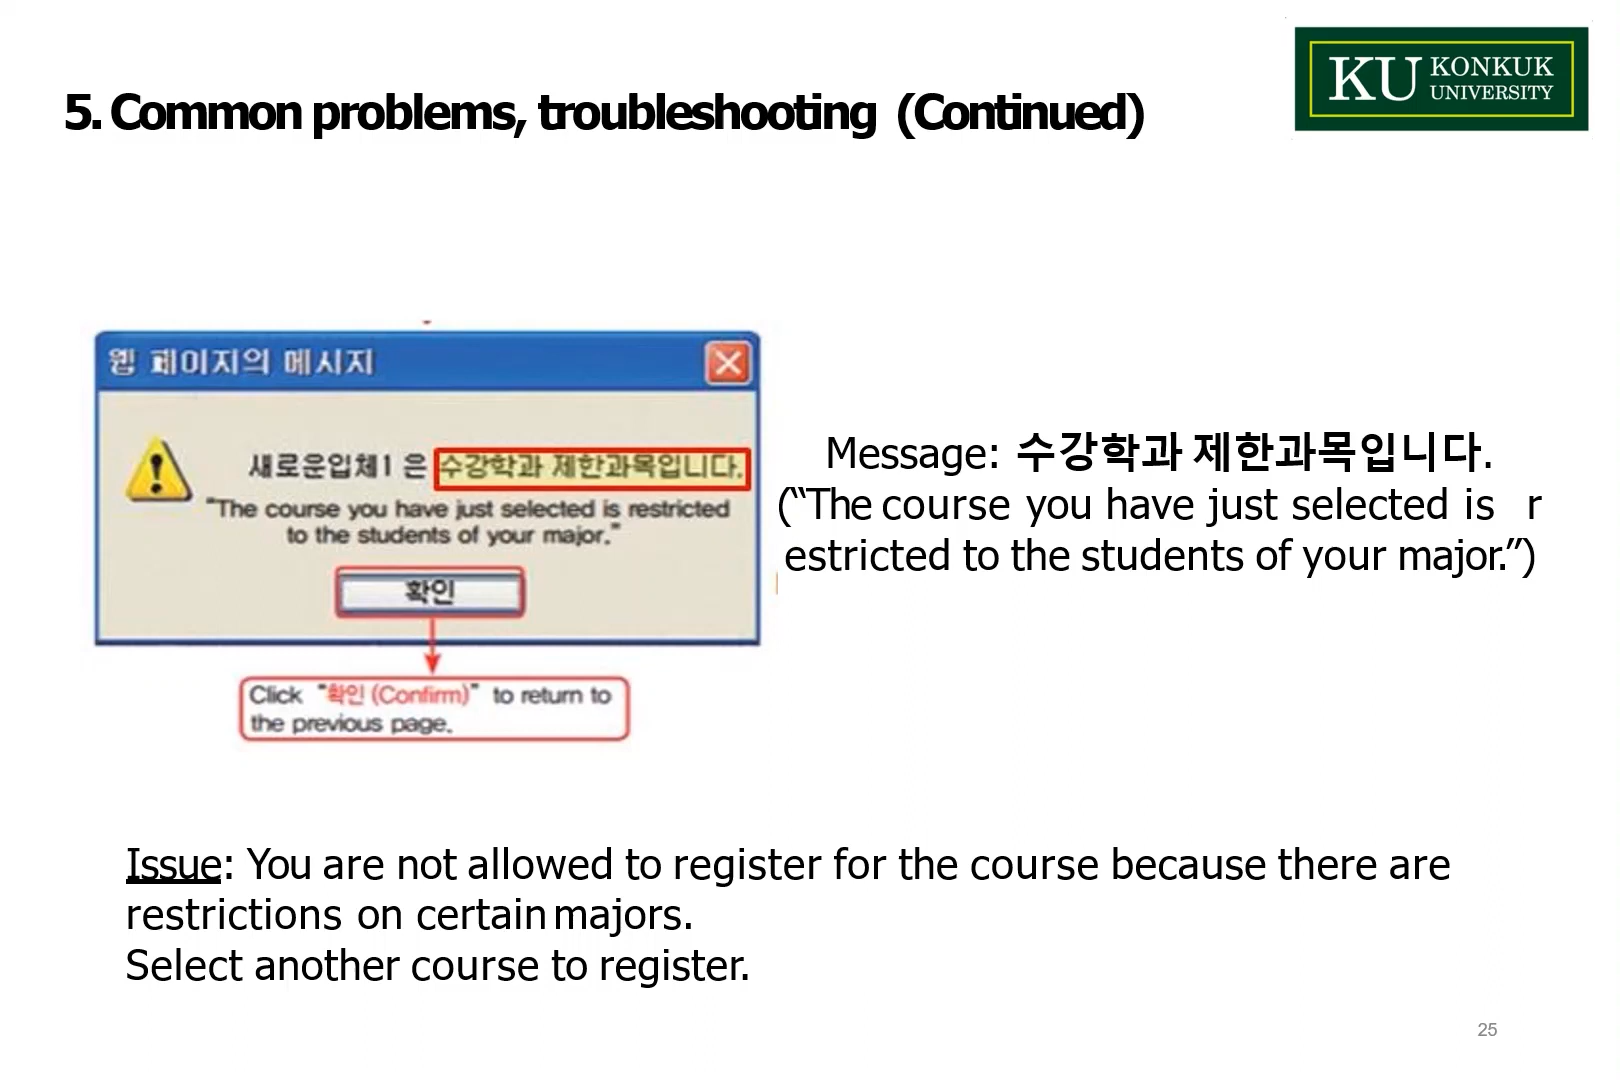 5. Common problems, troubleshooting (Continued)
KU KONKUK
UNIVERSITY
웹 페이지의 메시지
새로운입체1 은 수강학과 제한과목입니다.
"The course you have just selected is restricted
to the students of your major."
확인
Click "확인 (Confirm)" to return to
the previous page.
Message: 수강학과 제한과목입니다.
(“The course you have just selected is r
estricted to the students of your major.”)
Issue: You are not allowed to register for the course because there are
restrictions on certain majors.
Select another course to register.
25